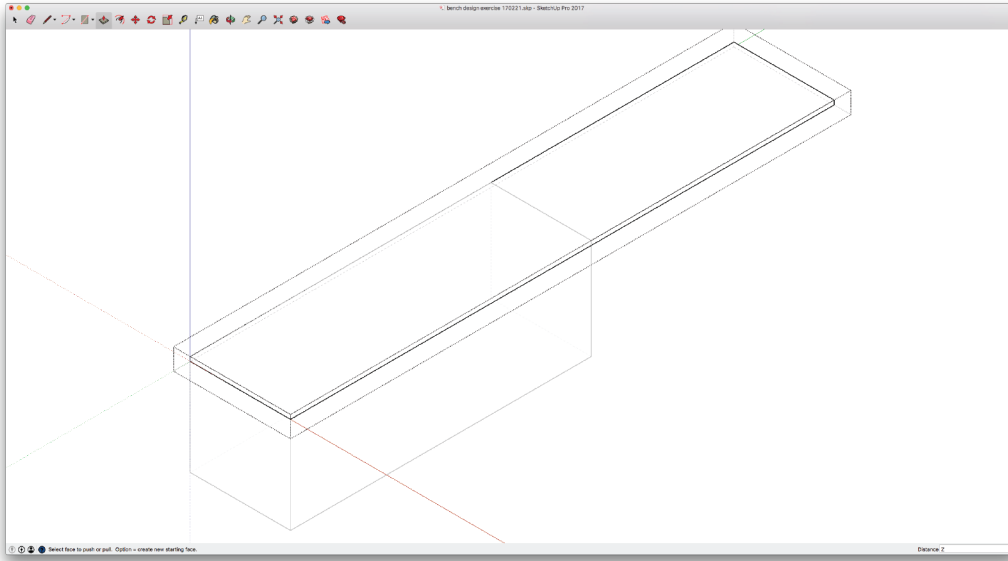 bench design exercise 170221.skp - SketchUp Pro 2017
Select face to push or pull. Option = create new starting face.
Distance 2